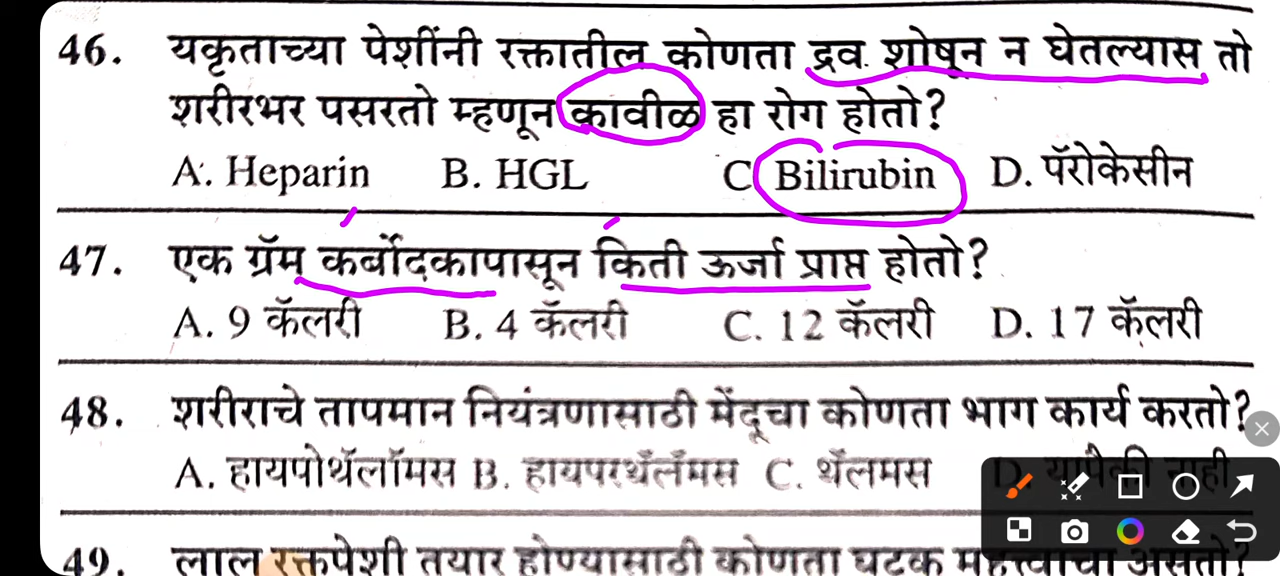 46. यकृताच्या पेशींनी रक्तातील कोणता द्रव शोषून न घेतल्यास तो
शरीरभर पसरतो म्हणून कावीळ हा रोग होतो?
A. Heparin B. HGL C Bilirubin D. पॅरोकेसीन
47. एक ग्रॅम कर्बोदकापासून किती ऊर्जा प्राप्त होतो?
A. 9 कॅलरी B. 4 कॅलरी C. 12 कॅलरी D. 17 कॅलरी
48. शरीराचे तापमान नियंत्रणासाठी मेंदूचा कोणता भाग कार्य करतो?
A. हायपोथॅलॉमस B. हायपरथॅलॅमस C. थॅलमस D. यापैकी नाही
49. लाल रक्तपेशी तयार होण्यासाठी कोणता घटक महत्वाचा असतो?